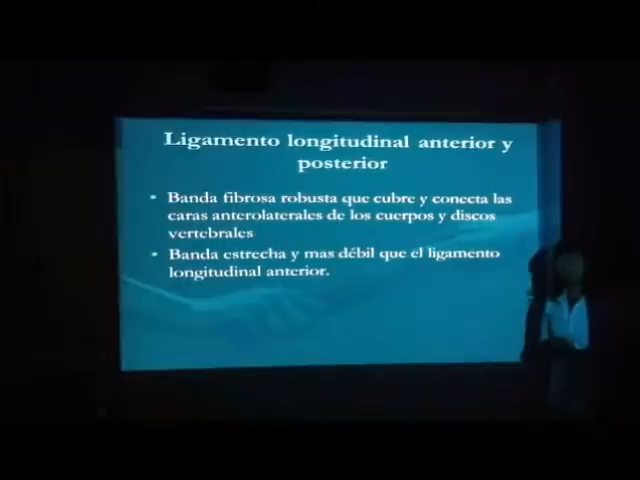 Ligamento longitudinal anterior y
posterior
• Banda fibrosa robusta que cubre y conecta las
caras anterolaterales de los cuerpos y discos
vertebrales
• Banda estrecha y mas débil que el ligamento
longitudinal anterior.